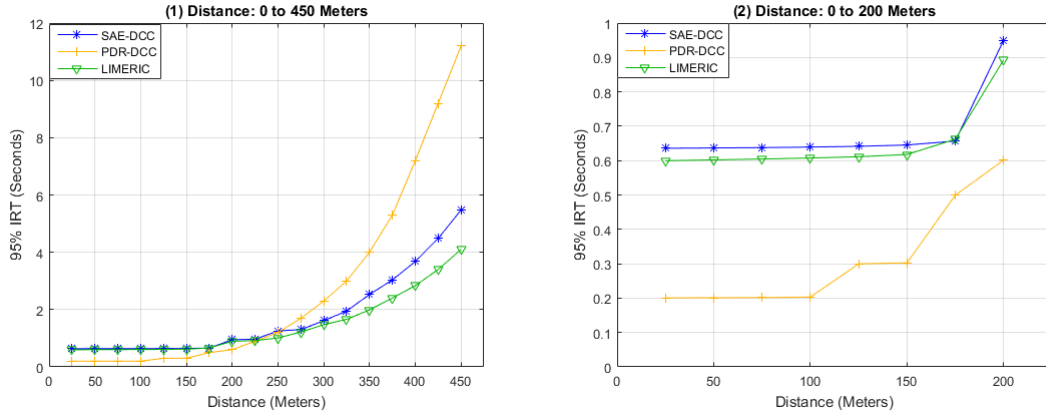 (1) Distance: 0 to 450 Meters
12
10
8
6
4
2
0
95% IRT (Seconds)
SAE-DCC
PDR-DCC
LIMERIC
0 50 100 150 200 250 300 350 400 450
Distance (Meters)
(2) Distance: 0 to 200 Meters
1
0.9
0.8
0.7
0.6
0.5
0.4
0.3
0.2
0.1
0
95% IRT (Seconds)
SAE-DCC
PDR-DCC
LIMERIC
0 50 100 150 200
Distance (Meters)